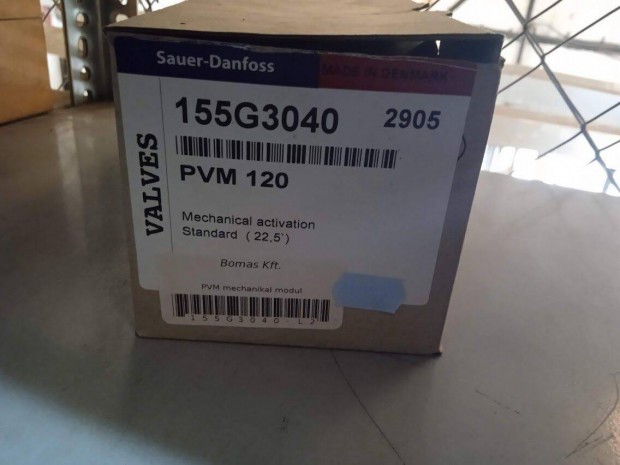 Sauer-Danfoss MADE IN DENMARK
VALVES
155G3040 2905
PVM 120
Mechanical activation
Standard ( 22,5`)
Bomas Kft.
PVM mechanikal modul
155G3040-L2